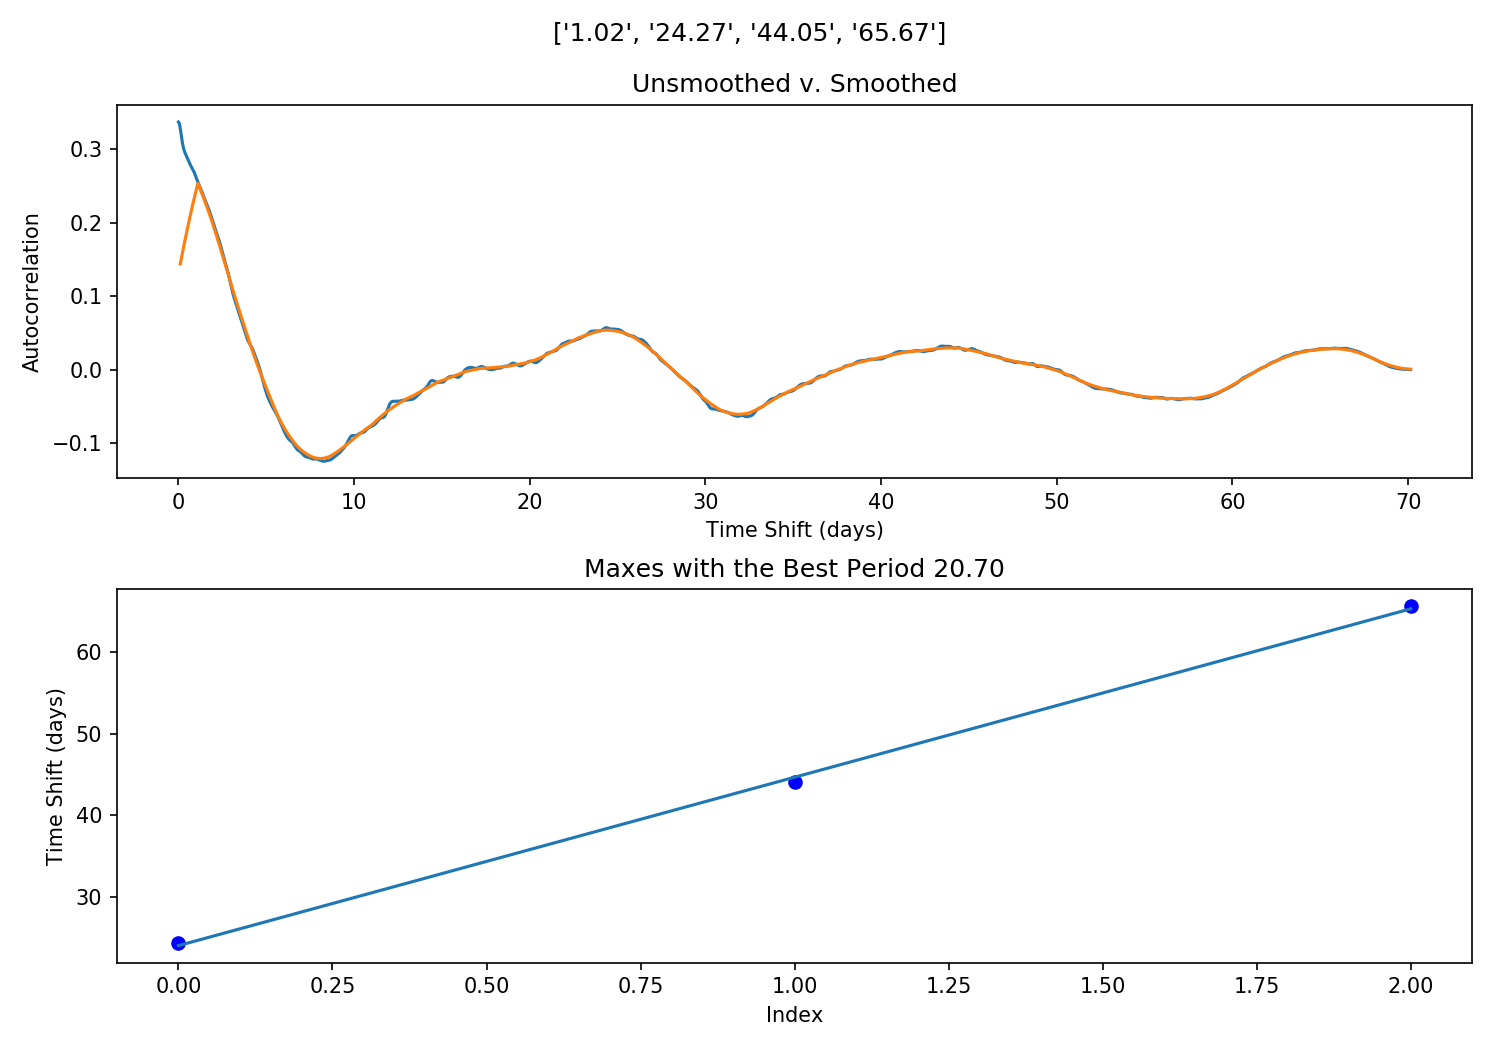 ['1.02', '24.27', '44.05', '65.67']
Unsmoothed v. Smoothed
0.3
0.2
0.1
0.0
−0.1
Autocorrelation
0 10 20 30 40 50 60 70
Time Shift (days)
Maxes with the Best Period 20.70
60
50
40
30
Time Shift (days)
0.00 0.25 0.50 0.75 1.00 1.25 1.50 1.75 2.00
Index